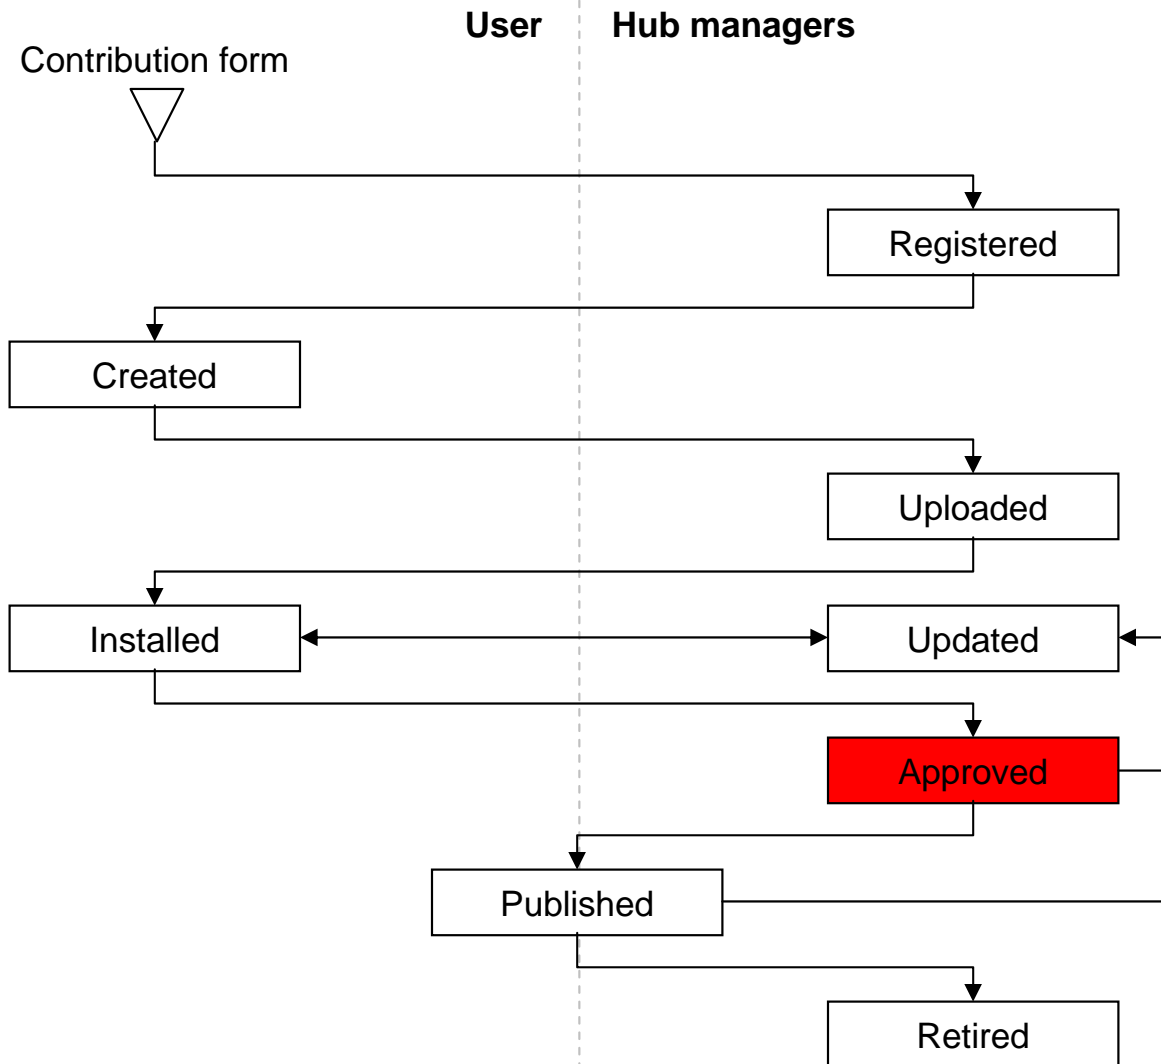 User
Hub managers
Contribution form
Registered
Created
Uploaded
Installed
Updated
Approved
Published
Retired